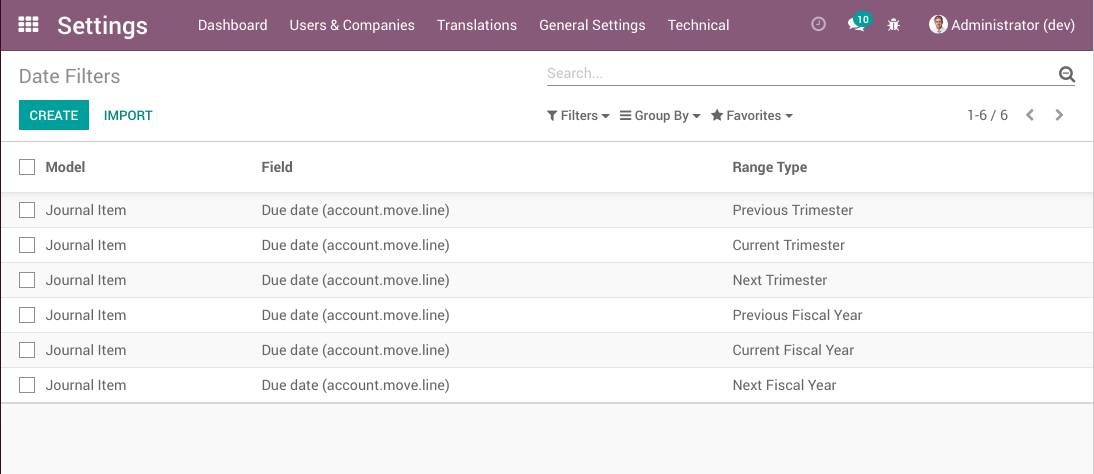 Settings Dashboard Users & Companies Translations General Settings Technical 10 Administrator (dev)
Date Filters Search...
CREATE IMPORT Filters Group By Favorites 1-6 / 6
Model Field Range Type
Journal Item Due date (account.move.line) Previous Trimester
Journal Item Due date (account.move.line) Current Trimester
Journal Item Due date (account.move.line) Next Trimester
Journal Item Due date (account.move.line) Previous Fiscal Year
Journal Item Due date (account.move.line) Current Fiscal Year
Journal Item Due date (account.move.line) Next Fiscal Year